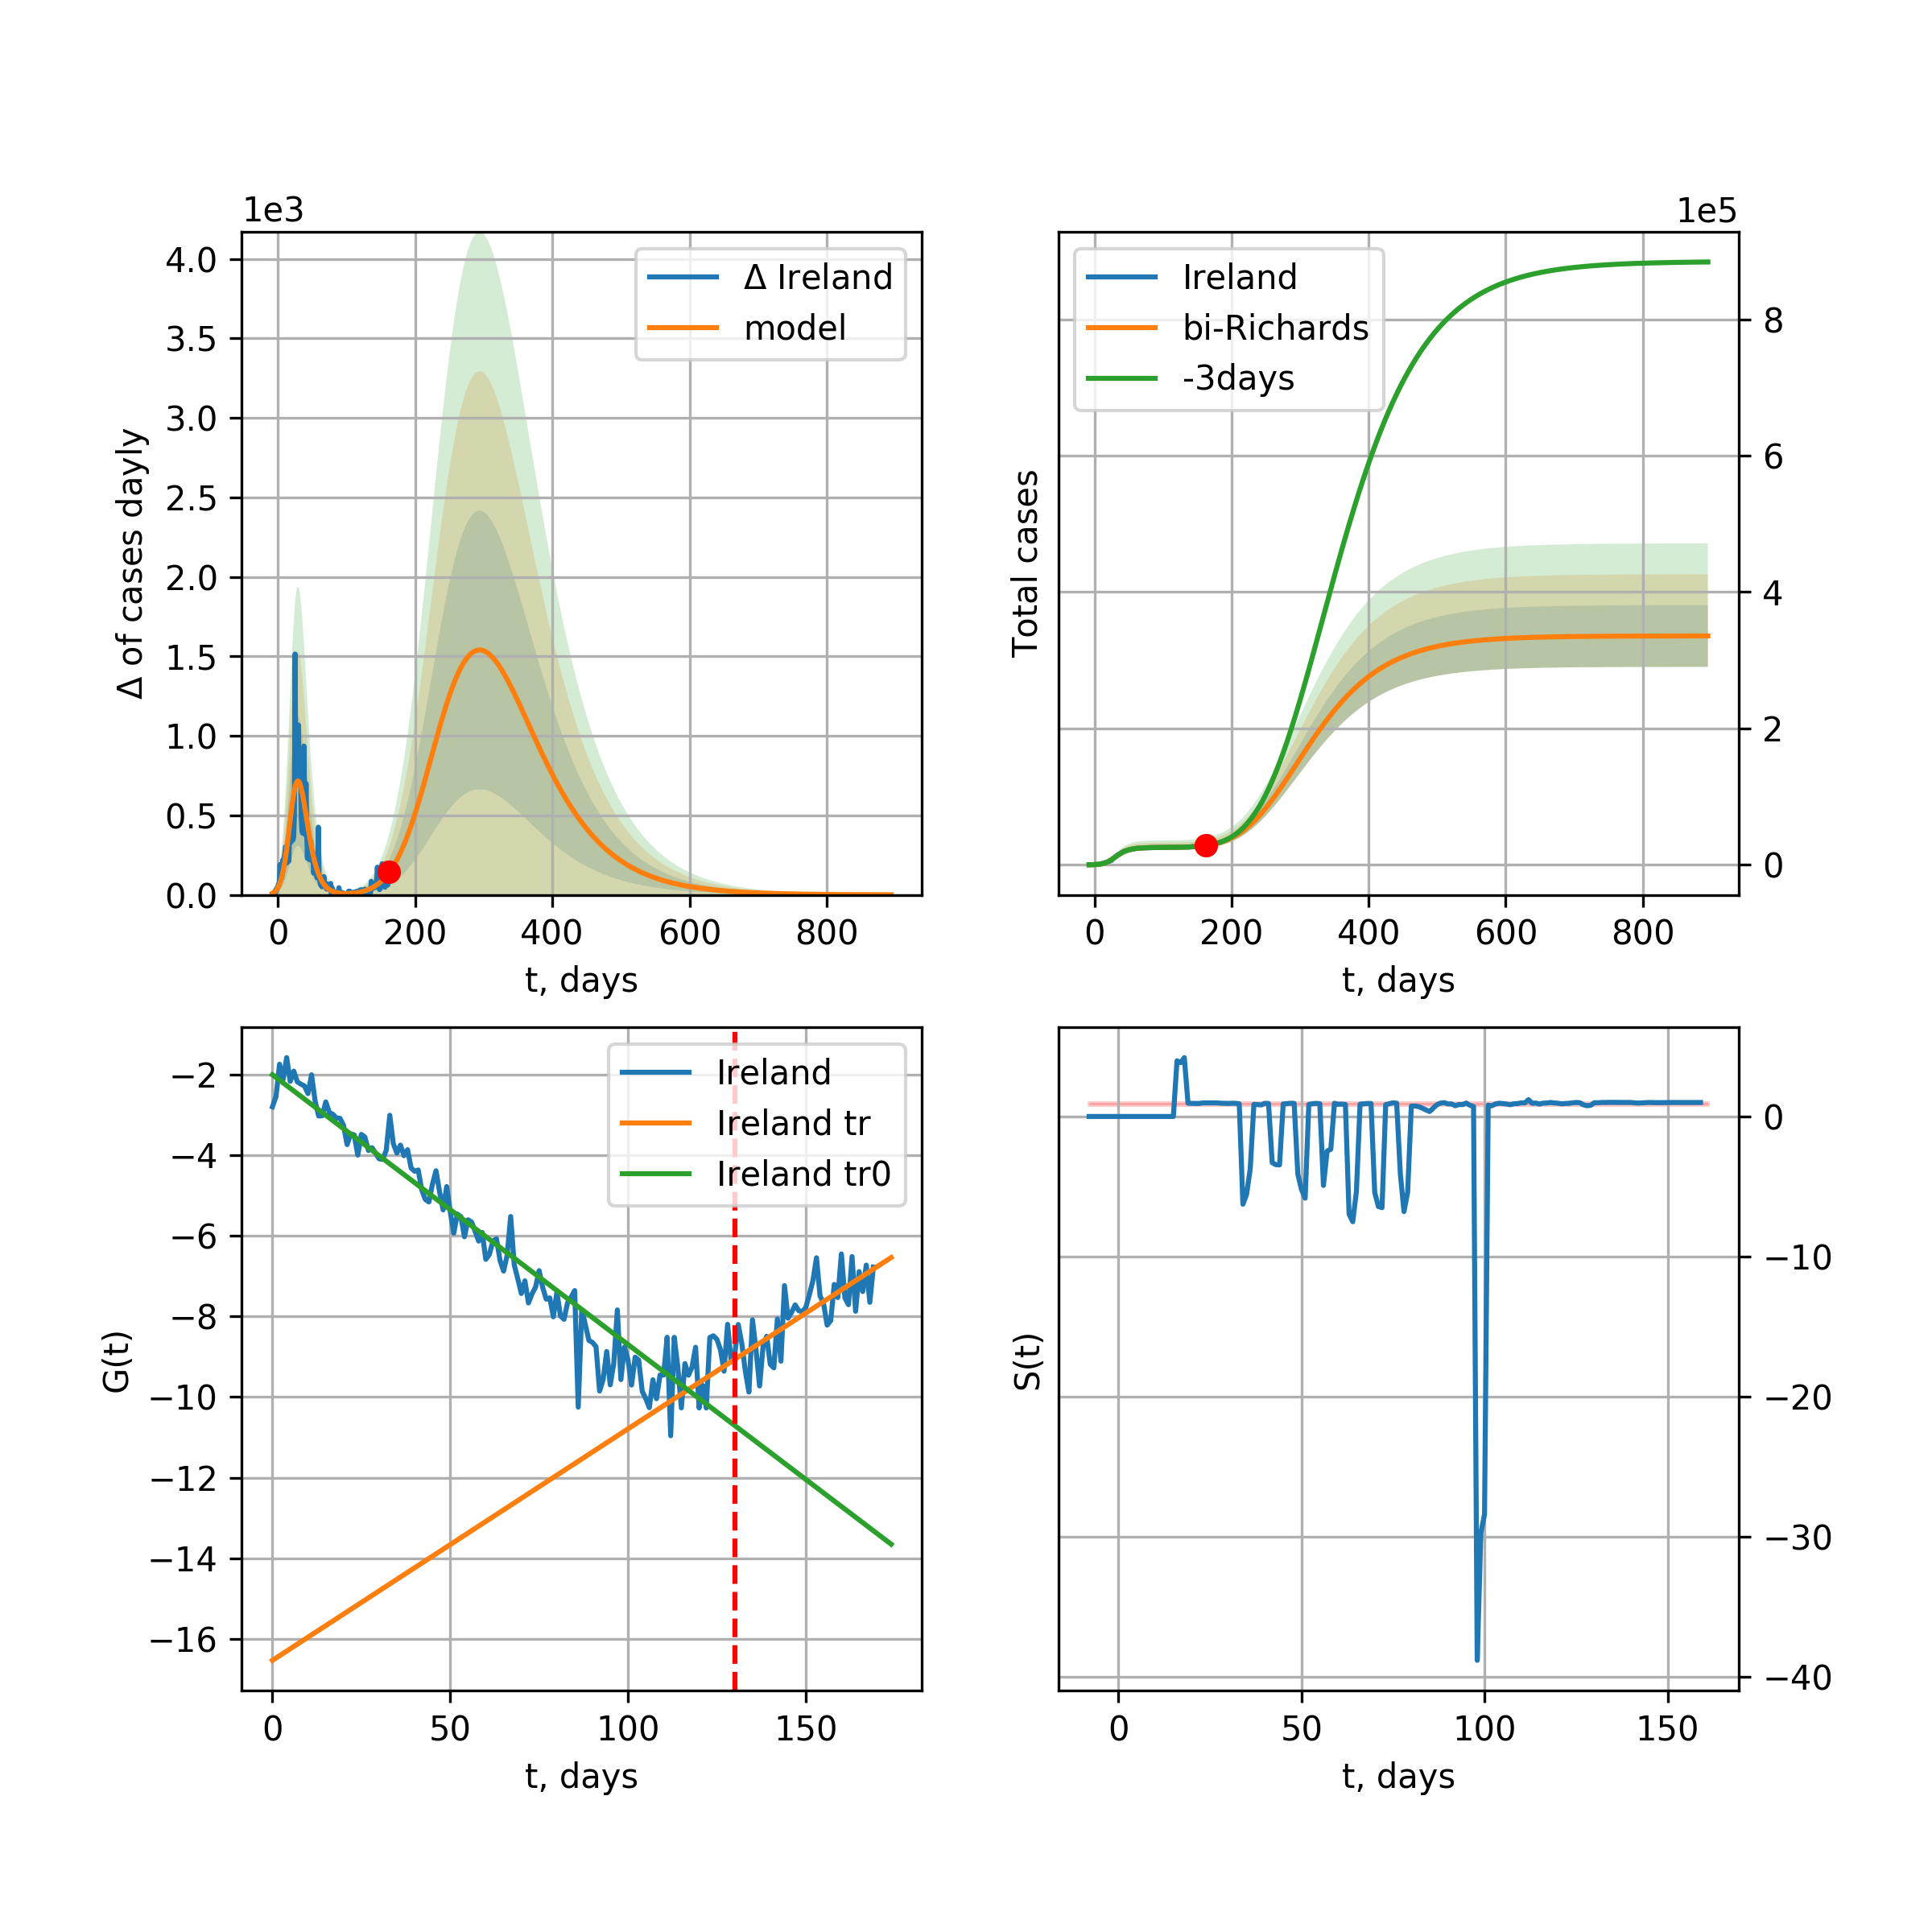 1e3
4.0
3.5
3.0
2.5
2.0
1.5
1.0
0.5
0.0
Δ of cases dayly
Δ Ireland
model
0 200 400 600 800
t, days
1e5
Total cases
Ireland
bi-Richards
-3days
8
6
4
2
0
0 200 400 600 800
t, days
−2
−4
−6
−8
−10
−12
−14
−16
G(t)
Ireland
Ireland tr
Ireland tr0
0 50 100 150
t, days
S(t)
0
−10
−20
−30
−40
0 50 100 150
t, days